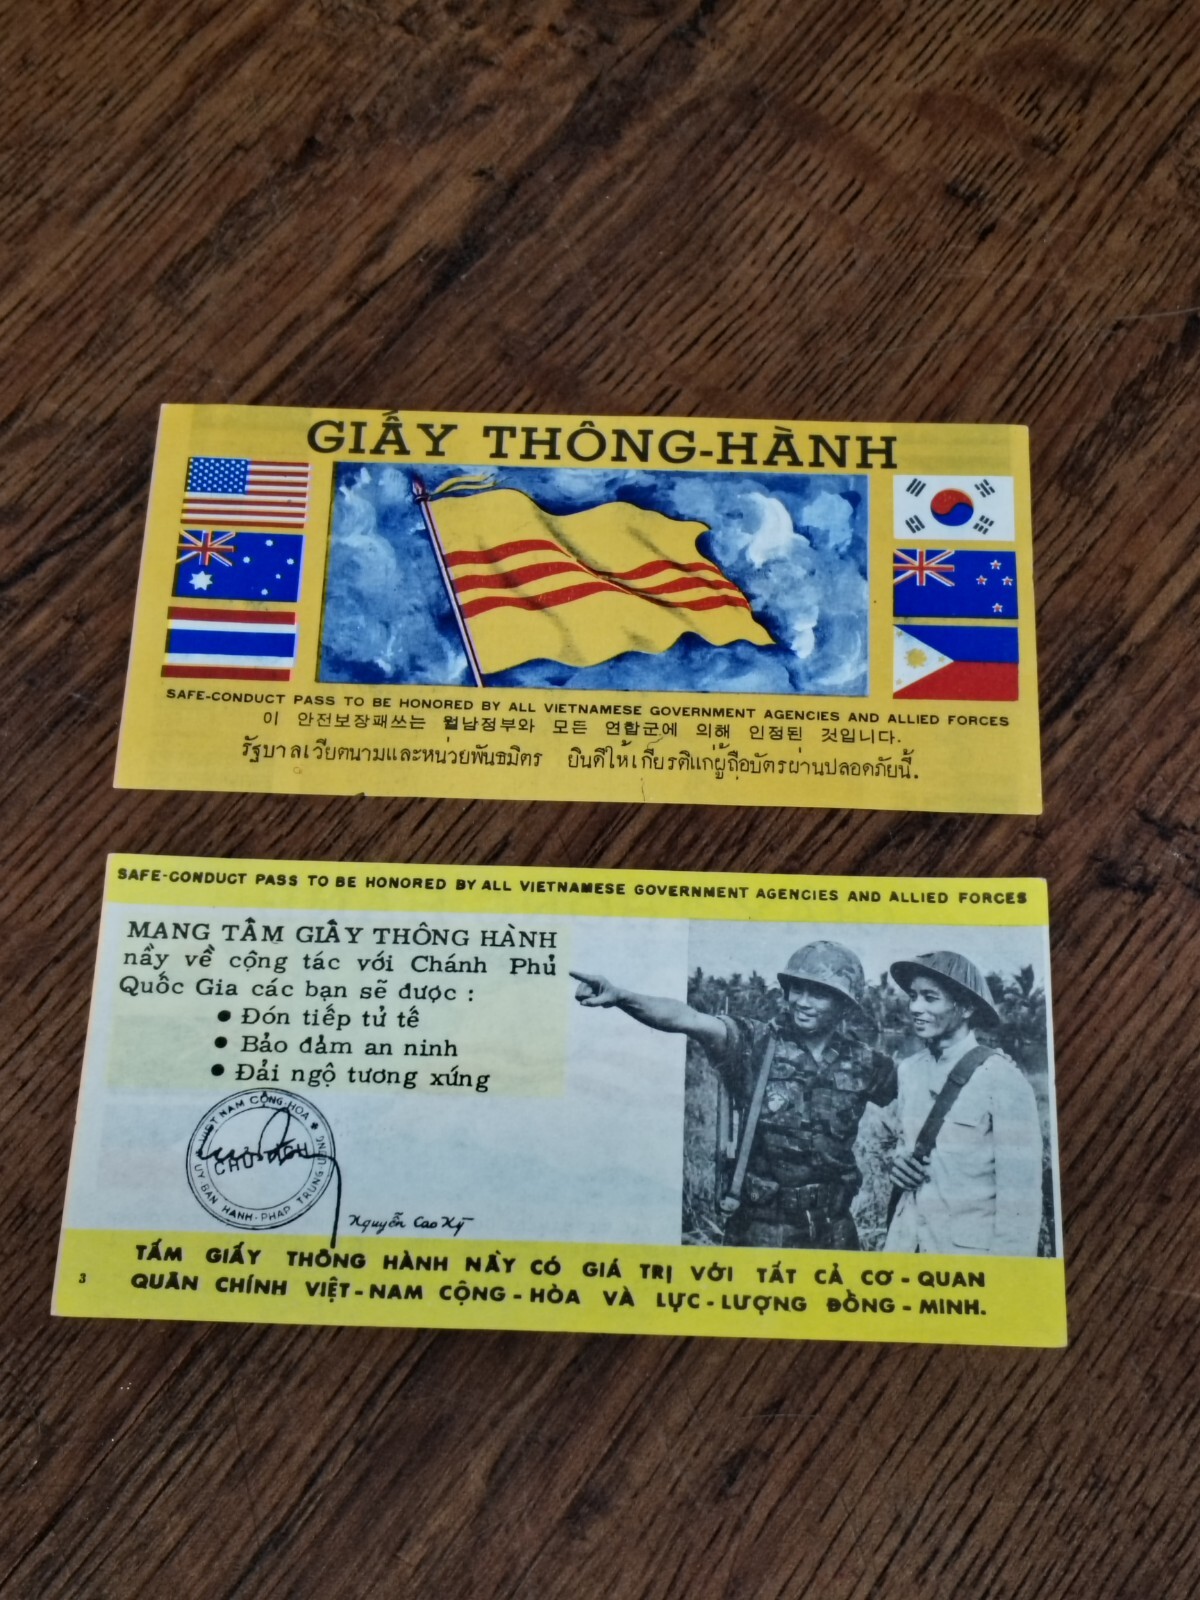 GIẤY THÔNG-HÀNH
SAFE-CONDUCT PASS TO BE HONORED BY ALL VIETNAMESE GOVERNMENT AGENCIES AND ALLIED FORCES
이 안전보장패쓰는 월남정부와 모든 연합군에 의해 인정된 것입니다.
รัฐบาลเวียตนามและหน่วยพันธมิตร ยินดีให้เกียรติแก่ผู้ถือบัตรผ่านปลอดภัยนี้.
SAFE-CONDUCT PASS TO BE HONORED BY ALL VIETNAMESE GOVERNMENT AGENCIES AND ALLIED FORCES
MANG TẤM GIẤY THÔNG HÀNH
nầy về cộng tác với Chánh Phủ
Quốc Gia các bạn sẽ được :
● Đón tiếp tử tế
● Bảo đảm an ninh
● Đải ngộ tương xứng
VIỆT NAM CỘNG-HÒA
CHỦ-TỊCH
ỦY-BAN HÀNH-PHÁP TRUNG-ƯƠNG
Nguyễn Cao Kỳ
TẤM GIẤY THÔNG HÀNH NẦY CÓ GIÁ TRỊ VỚI TẤT CẢ CƠ-QUAN
3
QUÂN CHÍNH VIỆT-NAM CỘNG-HÒA VÀ LỰC-LƯỢNG ĐỒNG-MINH.